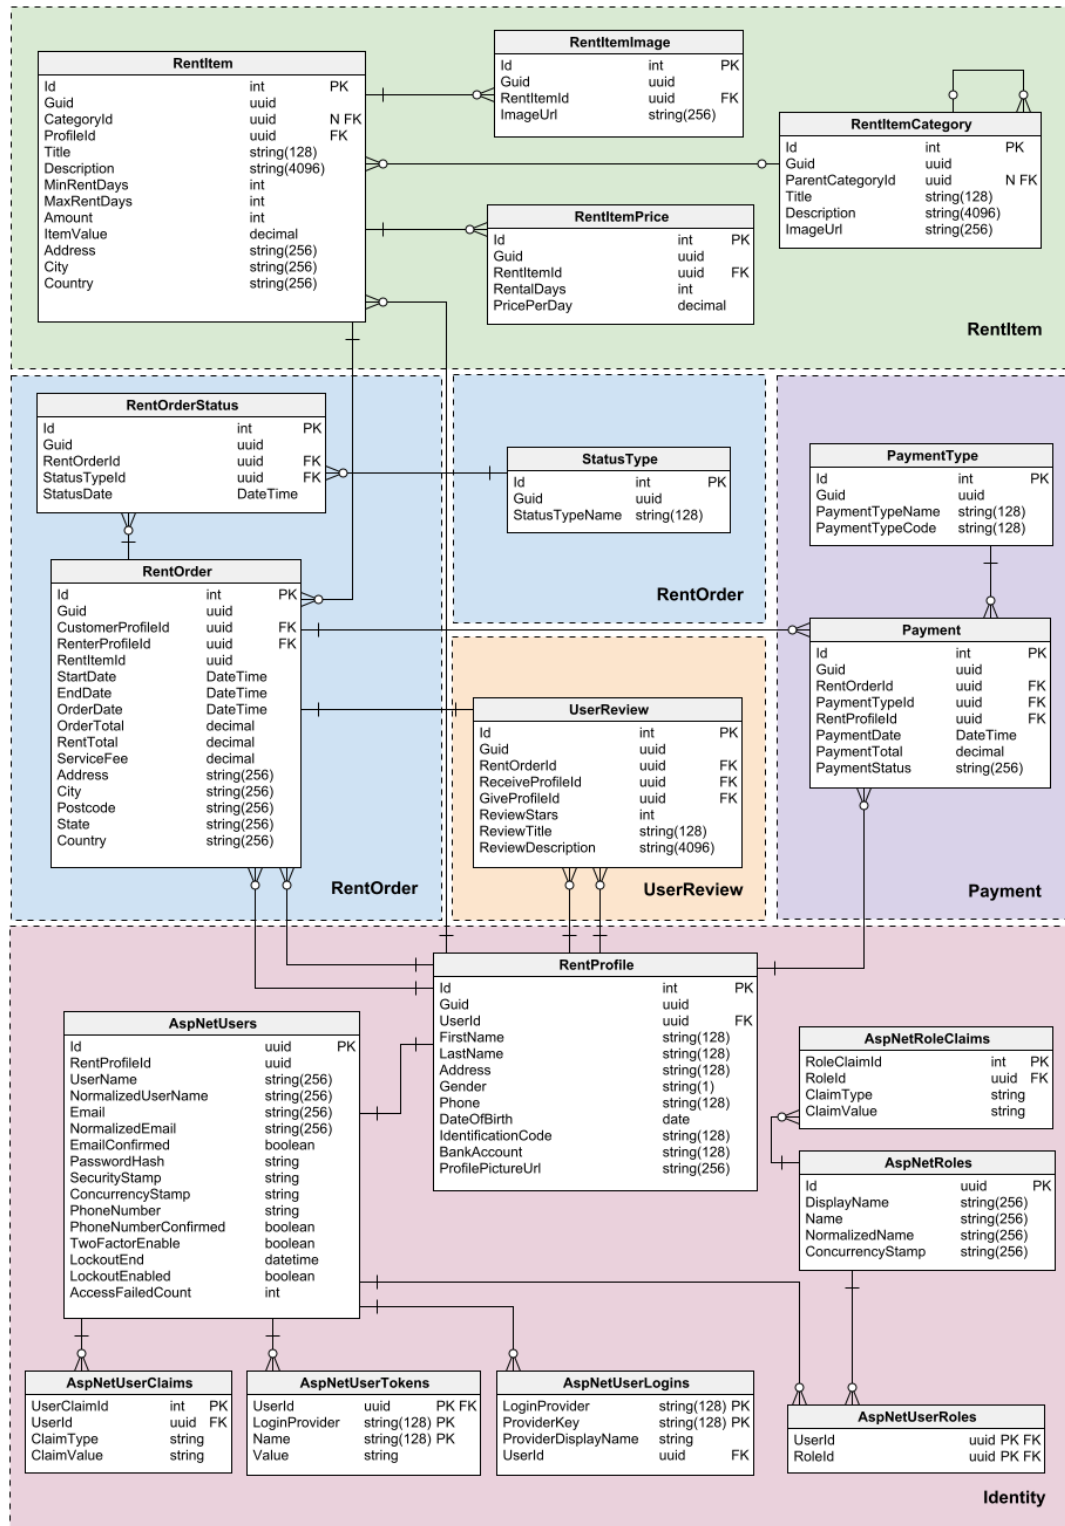 RentItem
Id int PK
Guid uuid
CategoryId uuid N FK
ProfileId uuid FK
Title string(128)
Description string(4096)
MinRentDays int
MaxRentDays int
Amount int
ItemValue decimal
Address string(256)
City string(256)
Country string(256)
RentItemImage
Id int PK
Guid uuid
RentItemId uuid FK
ImageUrl string(256)
RentItemCategory
Id int PK
Guid uuid
ParentCategoryId uuid N FK
Title string(128)
Description string(4096)
ImageUrl string(256)
RentItemPrice
Id int PK
Guid uuid
RentItemId uuid FK
RentalDays int
PricePerDay decimal
RentItem
RentOrderStatus
Id int PK
Guid uuid
RentOrderId uuid FK
StatusTypeId uuid FK
StatusDate DateTime
StatusType
Id int PK
Guid uuid
StatusTypeName string(128)
RentOrder
PaymentType
Id int PK
Guid uuid
PaymentTypeName string(128)
PaymentTypeCode string(128)
RentOrder
Id int PK
Guid uuid
CustomerProfileId uuid FK
RenterProfileId uuid FK
RentItemId uuid
StartDate DateTime
EndDate DateTime
OrderDate DateTime
OrderTotal decimal
RentTotal decimal
ServiceFee decimal
Address string(256)
City string(256)
Postcode string(256)
State string(256)
Country string(256)
RentOrder
UserReview
Id int PK
Guid uuid
RentOrderId uuid FK
ReceiveProfileId uuid FK
GiveProfileId uuid FK
ReviewStars int
ReviewTitle string(128)
ReviewDescription string(4096)
UserReview
Payment
Id int PK
Guid uuid
RentOrderId uuid FK
PaymentTypeId uuid FK
RentProfileId uuid FK
PaymentDate DateTime
PaymentTotal decimal
PaymentStatus string(256)
Payment
RentProfile
Id int PK
Guid uuid
UserId uuid FK
FirstName string(128)
LastName string(128)
Address string(128)
Gender string(1)
Phone string(128)
DateOfBirth date
IdentificationCode string(128)
BankAccount string(128)
ProfilePictureUrl string(256)
AspNetUsers
Id uuid PK
RentProfileId uuid
UserName string(256)
NormalizedUserName string(256)
Email string(256)
NormalizedEmail string(256)
EmailConfirmed boolean
PasswordHash string
SecurityStamp string
ConcurrencyStamp string
PhoneNumber string
PhoneNumberConfirmed boolean
TwoFactorEnable boolean
LockoutEnd datetime
LockoutEnabled boolean
AccessFailedCount int
AspNetRoleClaims
RoleClaimId int PK
RoleId uuid FK
ClaimType string
ClaimValue string
AspNetRoles
Id uuid PK
DisplayName string(256)
Name string(256)
NormalizedName string(256)
ConcurrencyStamp string(256)
AspNetUserClaims
UserClaimId int PK
UserId uuid FK
ClaimType string
ClaimValue string
AspNetUserTokens
UserId uuid PK FK
LoginProvider string(128) PK
Name string(128) PK
Value string
AspNetUserLogins
LoginProvider string(128) PK
ProviderKey string(128) PK
ProviderDisplayName string
UserId uuid FK
AspNetUserRoles
UserId uuid PK FK
RoleId uuid PK FK
Identity